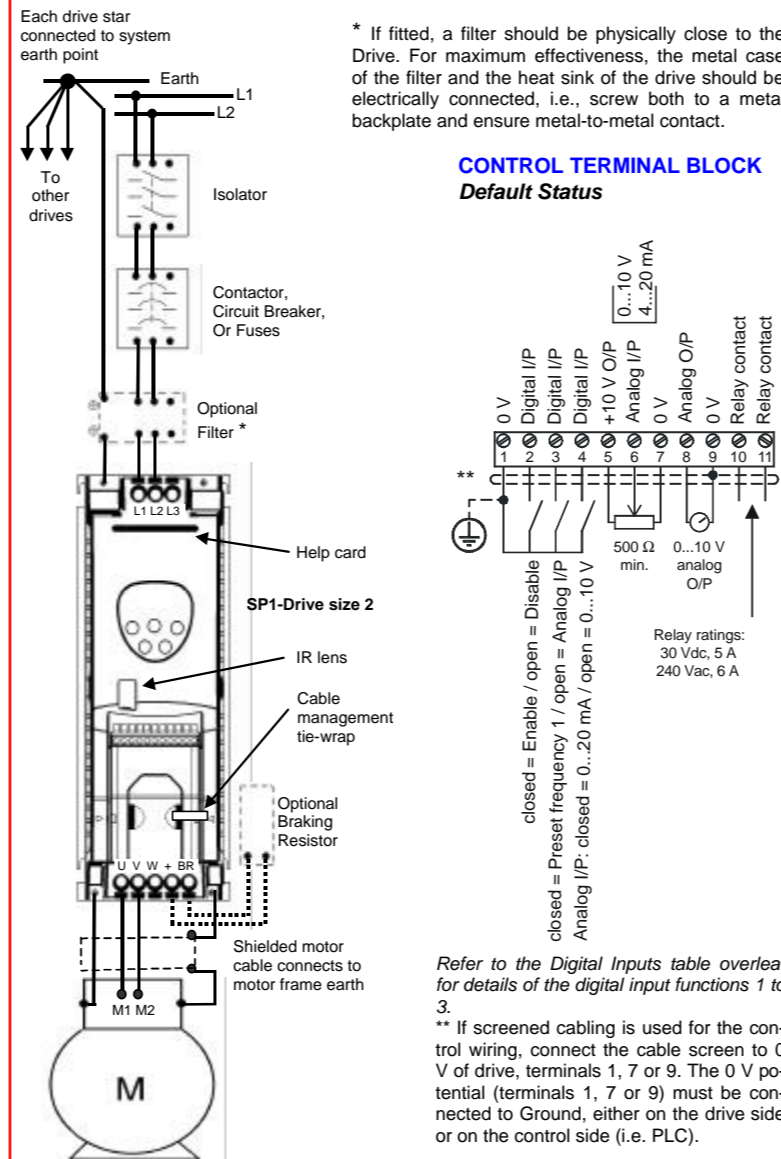 Each drive star
connected to system
earth point
Earth
L1
L2
To
other
drives
Isolator
Contactor,
Circuit Breaker,
Or Fuses
Optional
Filter *
L1 L2 L3
Help card
SP1-Drive size 2
IR lens
Cable
management
tie-wrap
Optional
Braking
Resistor
U V W + BR
Shielded motor
cable connects to
motor frame earth
M1 M2
M
* If fitted, a filter should be physically close to the
Drive. For maximum effectiveness, the metal case
of the filter and the heat sink of the drive should be
electrically connected, i.e., screw both to a meta
backplate and ensure metal-to-metal contact.
CONTROL TERMINAL BLOCK
Default Status
0...10 V
4...20 mA
0 V
Digital I/P
Digital I/P
Digital I/P
+10 V O/P
Analog I/P
0 V
Analog O/P
0 V
Relay contact
Relay contact
1 2 3 4 5 6 7 8 9 10 11
**
500 Ω
min.
0...10 V
analog
O/P
closed = Enable / open = Disable
closed = Preset frequency 1 / open = Analog I/P
Analog I/P: closed = 0...20 mA / open = 0...10 V
Relay ratings:
30 Vdc, 5 A
240 Vac, 6 A
Refer to the Digital Inputs table overlea
for details of the digital input functions 1 to
3.
** If screened cabling is used for the con-
trol wiring, connect the cable screen to 0
V of drive, terminals 1, 7 or 9. The 0 V po-
tential (terminals 1, 7 or 9) must be con-
nected to Ground, either on the drive side
or on the control side (i.e. PLC).